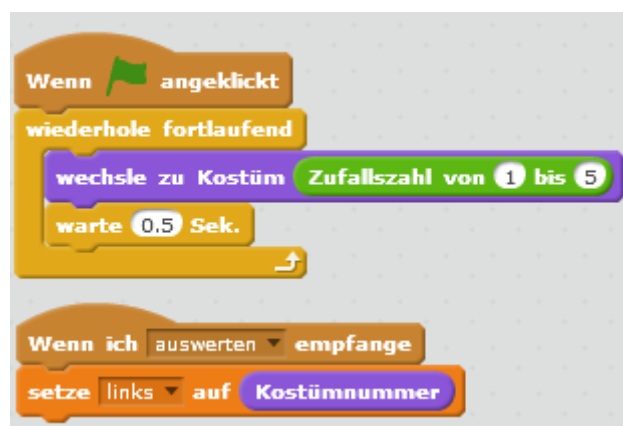 Wenn angeklickt
wiederhole fortlaufend
wechsle zu Kostüm Zufallszahl von 1 bis 5
warte 0.5 Sek.
Wenn ich auswerten empfange
setze links auf Kostümnummer